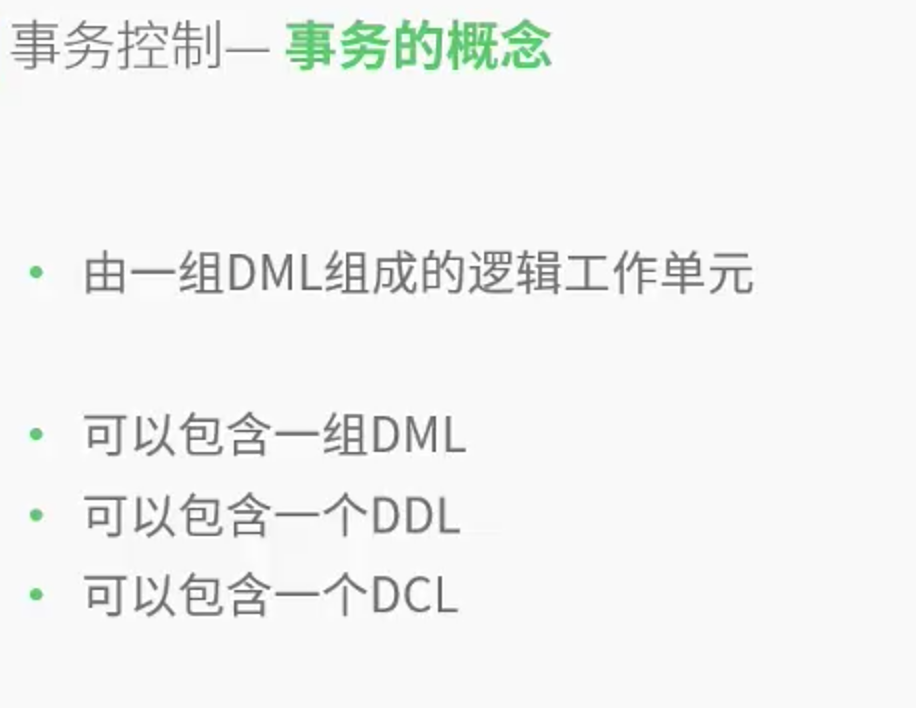 事务控制— 事务的概念
• 由一组DML组成的逻辑工作单元
• 可以包含一组DML
• 可以包含一个DDL
• 可以包含一个DCL